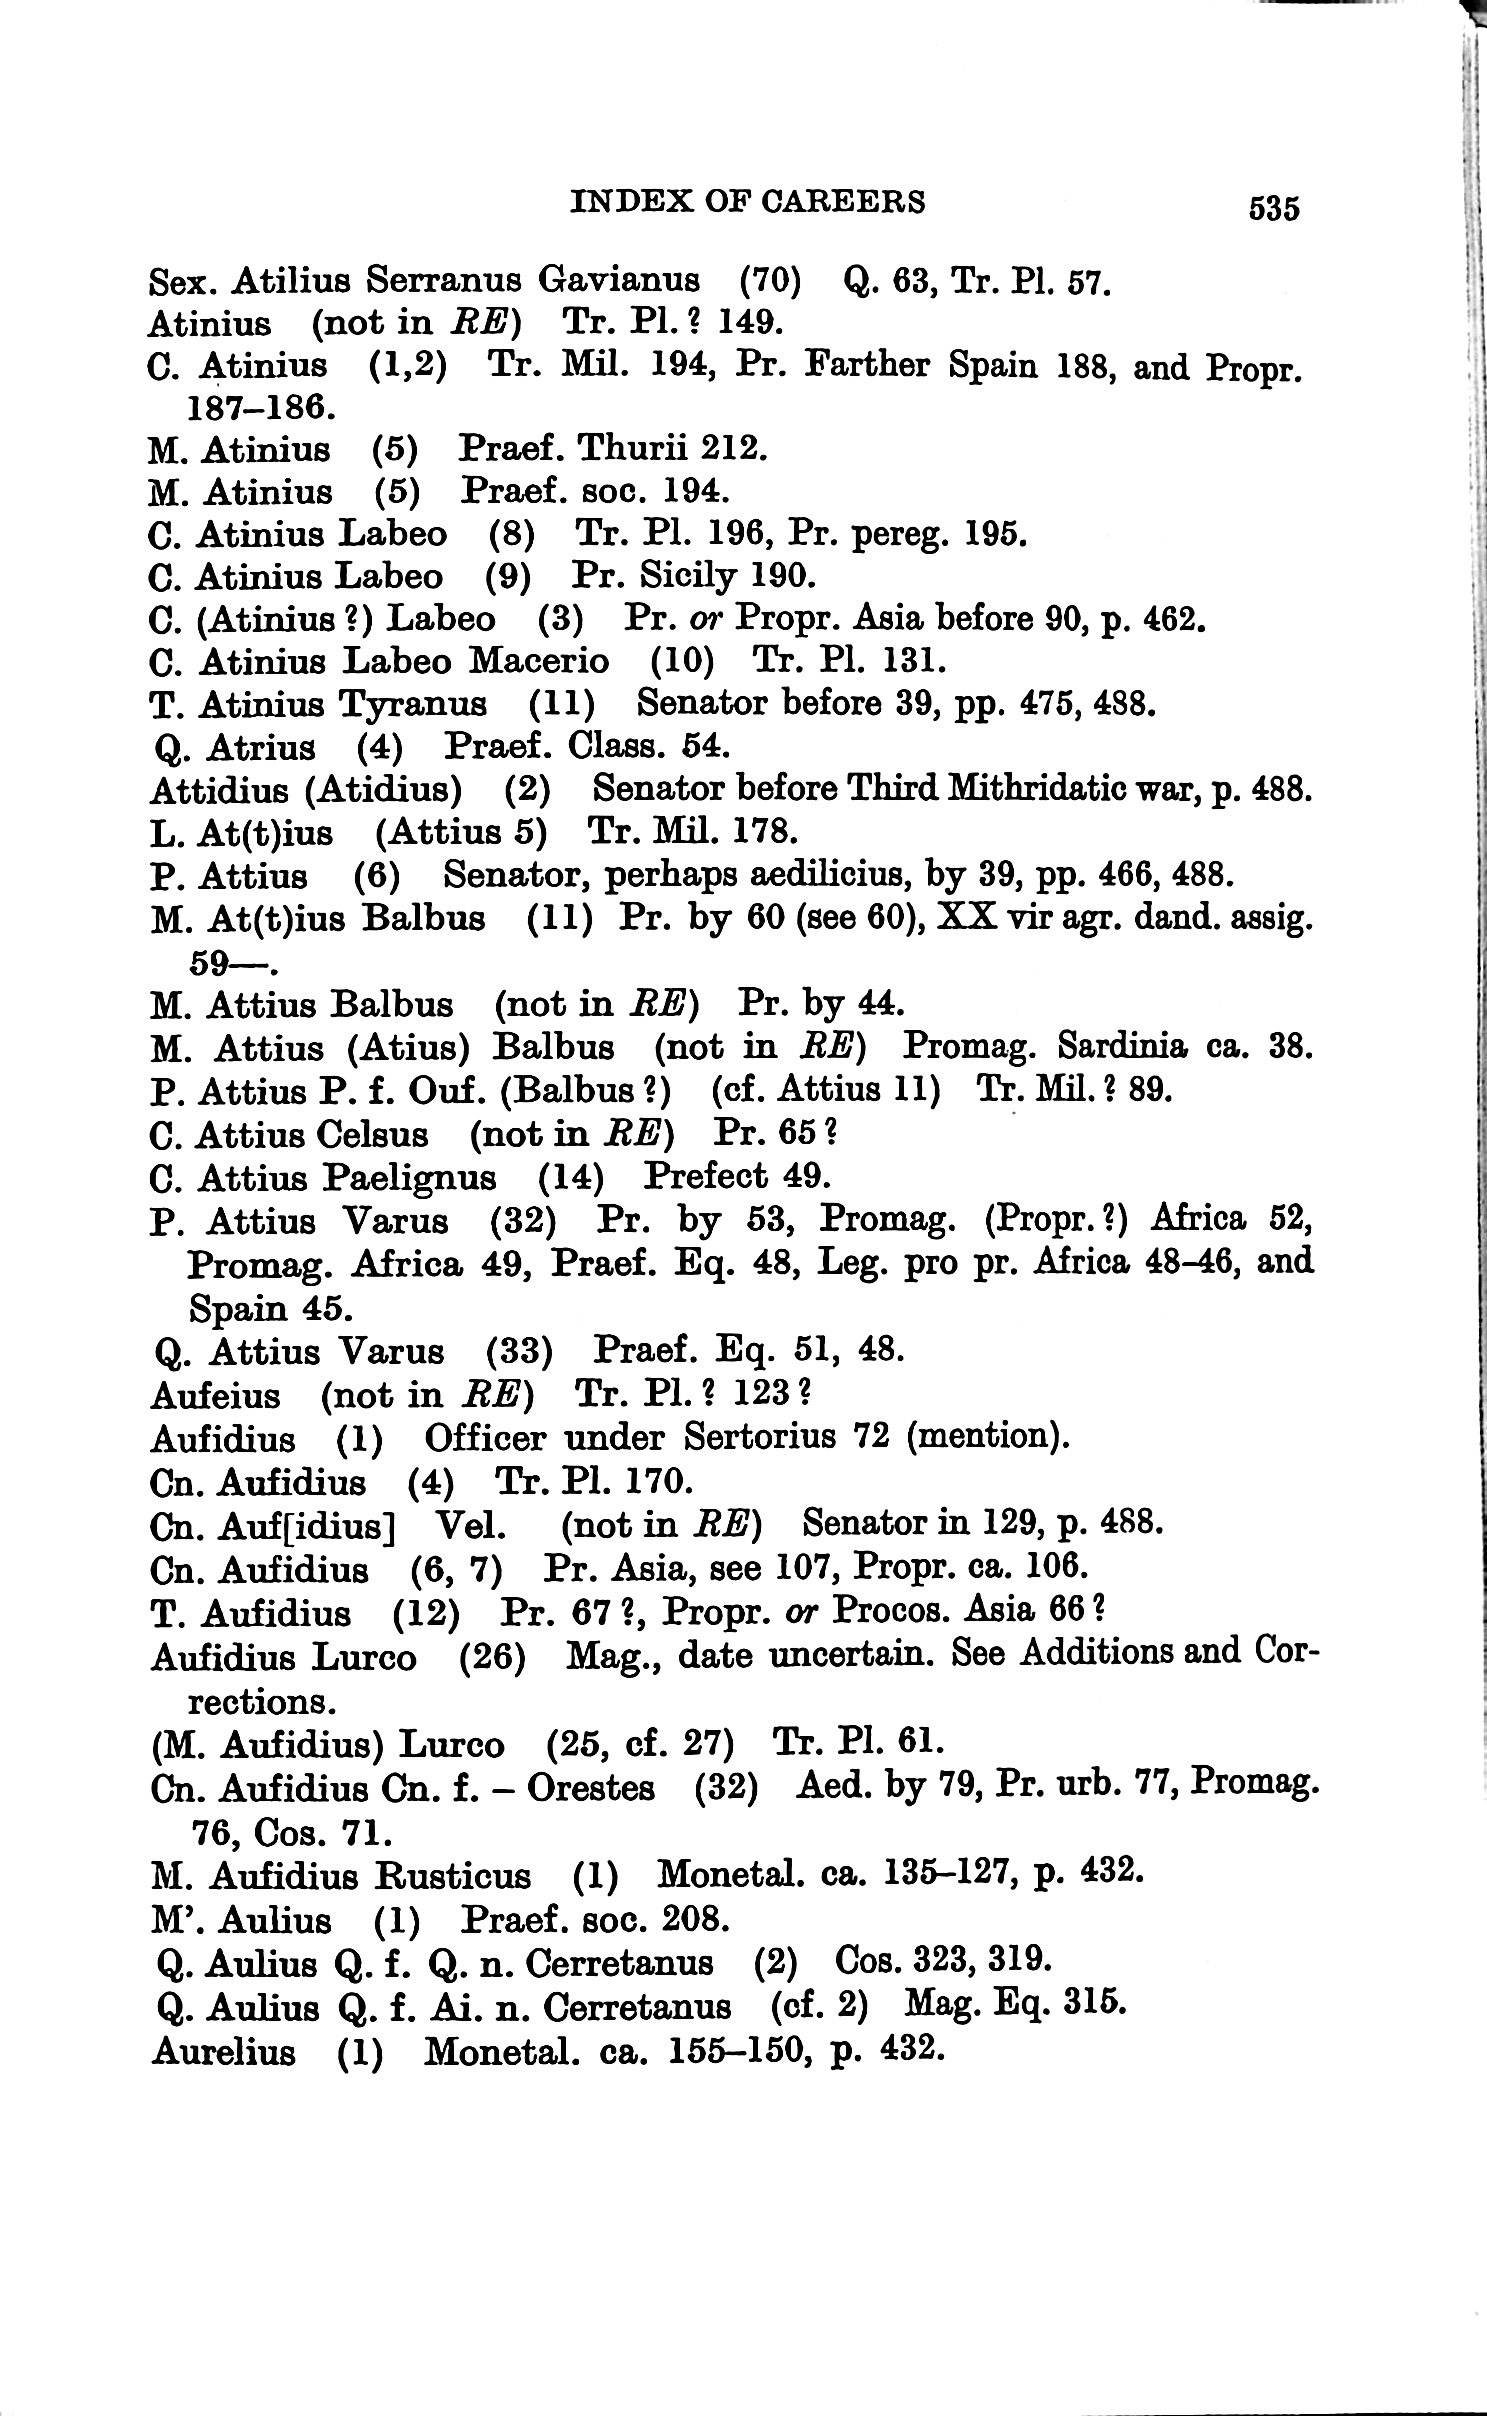 INDEX OF CAREERS 535
Sex. Atilius Serranus Gavianus (70) Q. 63, Tr. Pl. 57.
Atinius (not in RE) Tr. Pl.? 149.
C. Atinius (1,2) Tr. Mil. 194, Pr. Farther Spain 188, and Propr.
187–186.
M. Atinius (5) Praef. Thurii 212.
M. Atinius (5) Praef. soc. 194.
C. Atinius Labeo (8) Tr. Pl. 196, Pr. pereg. 195.
C. Atinius Labeo (9) Pr. Sicily 190.
C. (Atinius?) Labeo (3) Pr. or Propr. Asia before 90, p. 462.
C. Atinius Labeo Macerio (10) Tr. Pl. 131.
T. Atinius Tyranus (11) Senator before 39, pp. 475, 488.
Q. Atrius (4) Praef. Class. 54.
Attidius (Atidius) (2) Senator before Third Mithridatic war, p. 488.
L. At(t)ius (Attius 5) Tr. Mil. 178.
P. Attius (6) Senator, perhaps aedilicius, by 39, pp. 466, 488.
M. At(t)ius Balbus (11) Pr. by 60 (see 60), XX vir agr. dand. assig.
59—.
M. Attius Balbus (not in RE) Pr. by 44.
M. Attius (Atius) Balbus (not in RE) Promag. Sardinia ca. 38.
P. Attius P. f. Ouf. (Balbus?) (cf. Attius 11) Tr. Mil.? 89.
C. Attius Celsus (not in RE) Pr. 65?
C. Attius Paelignus (14) Prefect 49.
P. Attius Varus (32) Pr. by 53, Promag. (Propr.?) Africa 52,
Promag. Africa 49, Praef. Eq. 48, Leg. pro pr. Africa 48–46, and
Spain 45.
Q. Attius Varus (33) Praef. Eq. 51, 48.
Aufeius (not in RE) Tr. Pl.? 123?
Aufidius (1) Officer under Sertorius 72 (mention).
Cn. Aufidius (4) Tr. Pl. 170.
Cn. Auf[idius] Vel. (not in RE) Senator in 129, p. 488.
Cn. Aufidius (6, 7) Pr. Asia, see 107, Propr. ca. 106.
T. Aufidius (12) Pr. 67?, Propr. or Procos. Asia 66?
Aufidius Lurco (26) Mag., date uncertain. See Additions and Cor-
rections.
(M. Aufidius) Lurco (25, cf. 27) Tr. Pl. 61.
Cn. Aufidius Cn. f. – Orestes (32) Aed. by 79, Pr. urb. 77, Promag.
76, Cos. 71.
M. Aufidius Rusticus (1) Monetal. ca. 135–127, p. 432.
M’. Aulius (1) Praef. soc. 208.
Q. Aulius Q. f. Q. n. Cerretanus (2) Cos. 323, 319.
Q. Aulius Q. f. Ai. n. Cerretanus (cf. 2) Mag. Eq. 315.
Aurelius (1) Monetal. ca. 155–150, p. 432.